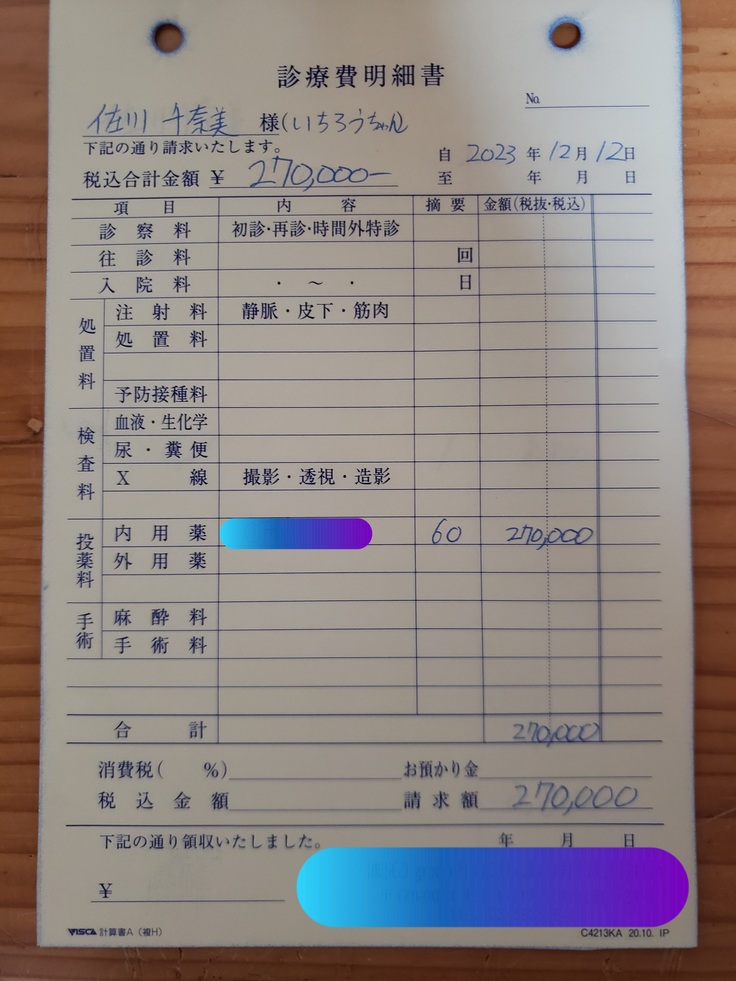 診療費明細書
No.
佐川 千奈美 様(いちろうちゃん)
下記の通り請求いたします。
自 2023 年 12 月 12 日
税込合計金額 ¥ 270,000-
至 年 月 日
項 目 内 容 摘 要 金額(税抜・税込)
診 察 料 初診・再診・時間外特診
往 診 料 回
入 院 料 ・ ~ ・ 日
処置料
注 射 料 静脈・皮下・筋肉
処 置 料
予防接種料
検査料
血液・生化学
尿・糞便
X 線 撮影・透視・造影
投薬料
内 用 薬 60 270,000
外 用 薬
手術
麻 酔 料
手 術 料
合 計 270,000
消費税( %) お預かり金
税 込 金 額 請 求 額 270,000
下記の通り領収いたしました。 年 月 日
¥
VISCA 計算書A(複H) C4213KA 20.10. IP